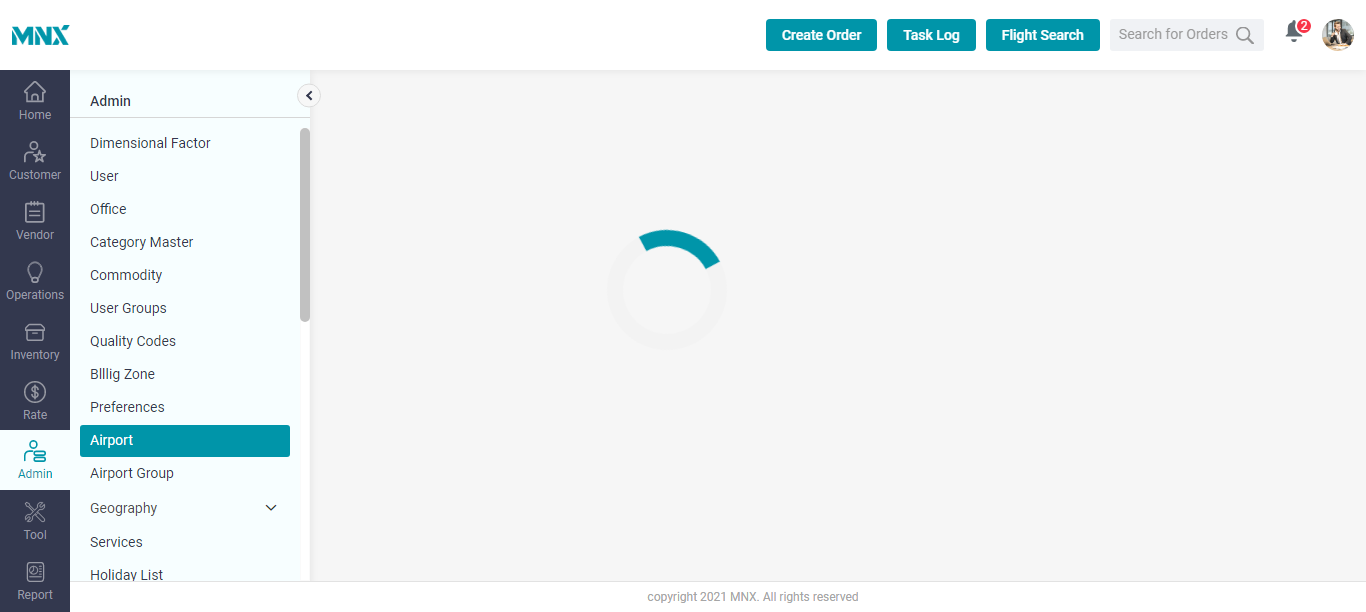 MNX
Create Order
Task Log
Flight Search
Search for Orders
2
Home
Customer
Vendor
Operations
Inventory
Rate
Admin
Tool
Report
Admin
Dimensional Factor
User
Office
Category Master
Commodity
User Groups
Quality Codes
Blllig Zone
Preferences
Airport
Airport Group
Geography
Services
Holiday List
copyright 2021 MNX. All rights reserved